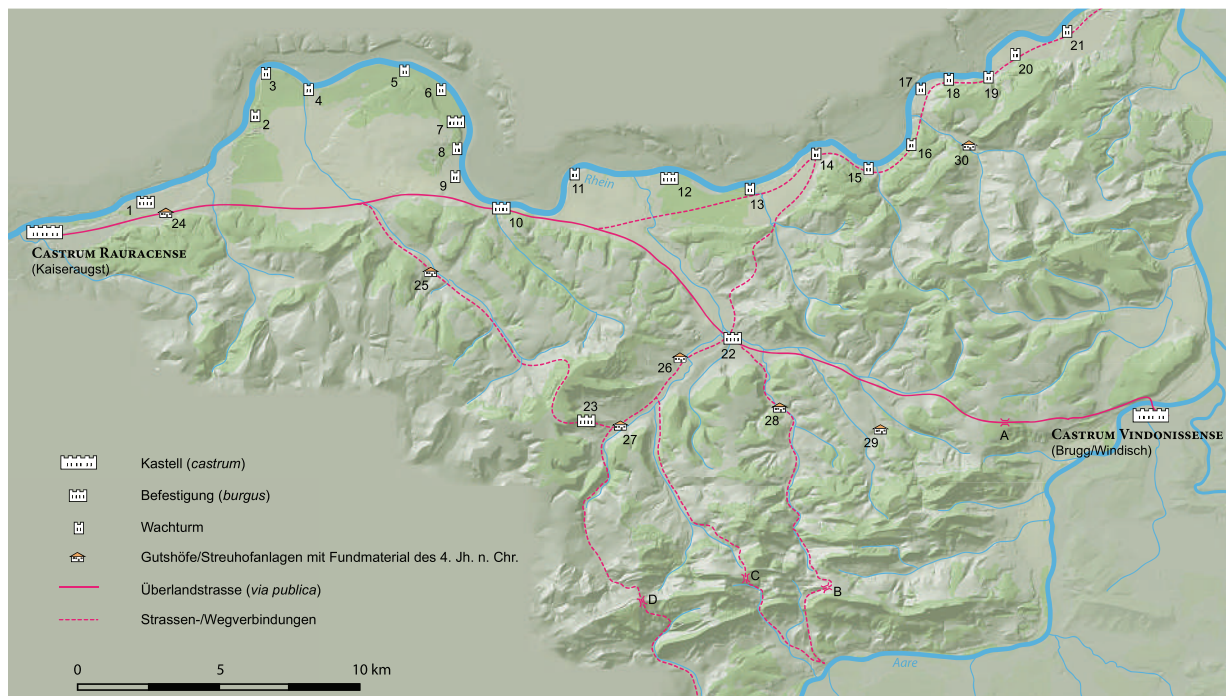 21
20
3
5
17
18
19
4
6
2
7
16
8
14
30
9
11
Rhein
12
15
13
1
24
10
CASTRUM RAURACENSE
(Kaiseraugst)
25
22
26
23
28
27
29
A
CASTRUM VINDONISSENSE
(Brugg/Windisch)
Kastell (castrum)
Befestigung (burgus)
Wachturm
Gutshöfe/Streuhofanlagen mit Fundmaterial des 4. Jh. n. Chr.
Überlandstrasse (via publica)
Strassen-/Wegverbindungen
C
B
D
Aare
0 5 10 km